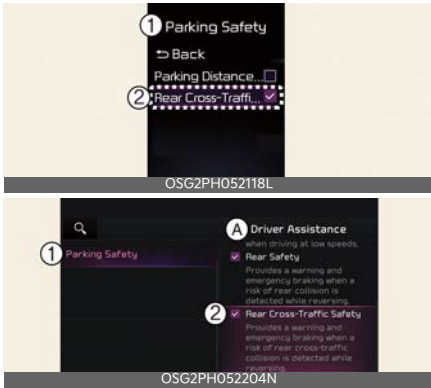 1 Parking Safety
Back
Parking Distance...
2 Rear Cross-Traffi...
OSG2PH052118L
A Driver Assistance
when driving at low speeds.
1 Parking Safety
Rear Safety
Provides a warning and
emergency braking when a
risk of rear collision is
detected while reversing.
2 Rear Cross-Traffic Safety
Provides a warning and
emergency braking when a
risk of rear cross-traffic
collision is detected while
reversing.
OSG2PH052204N